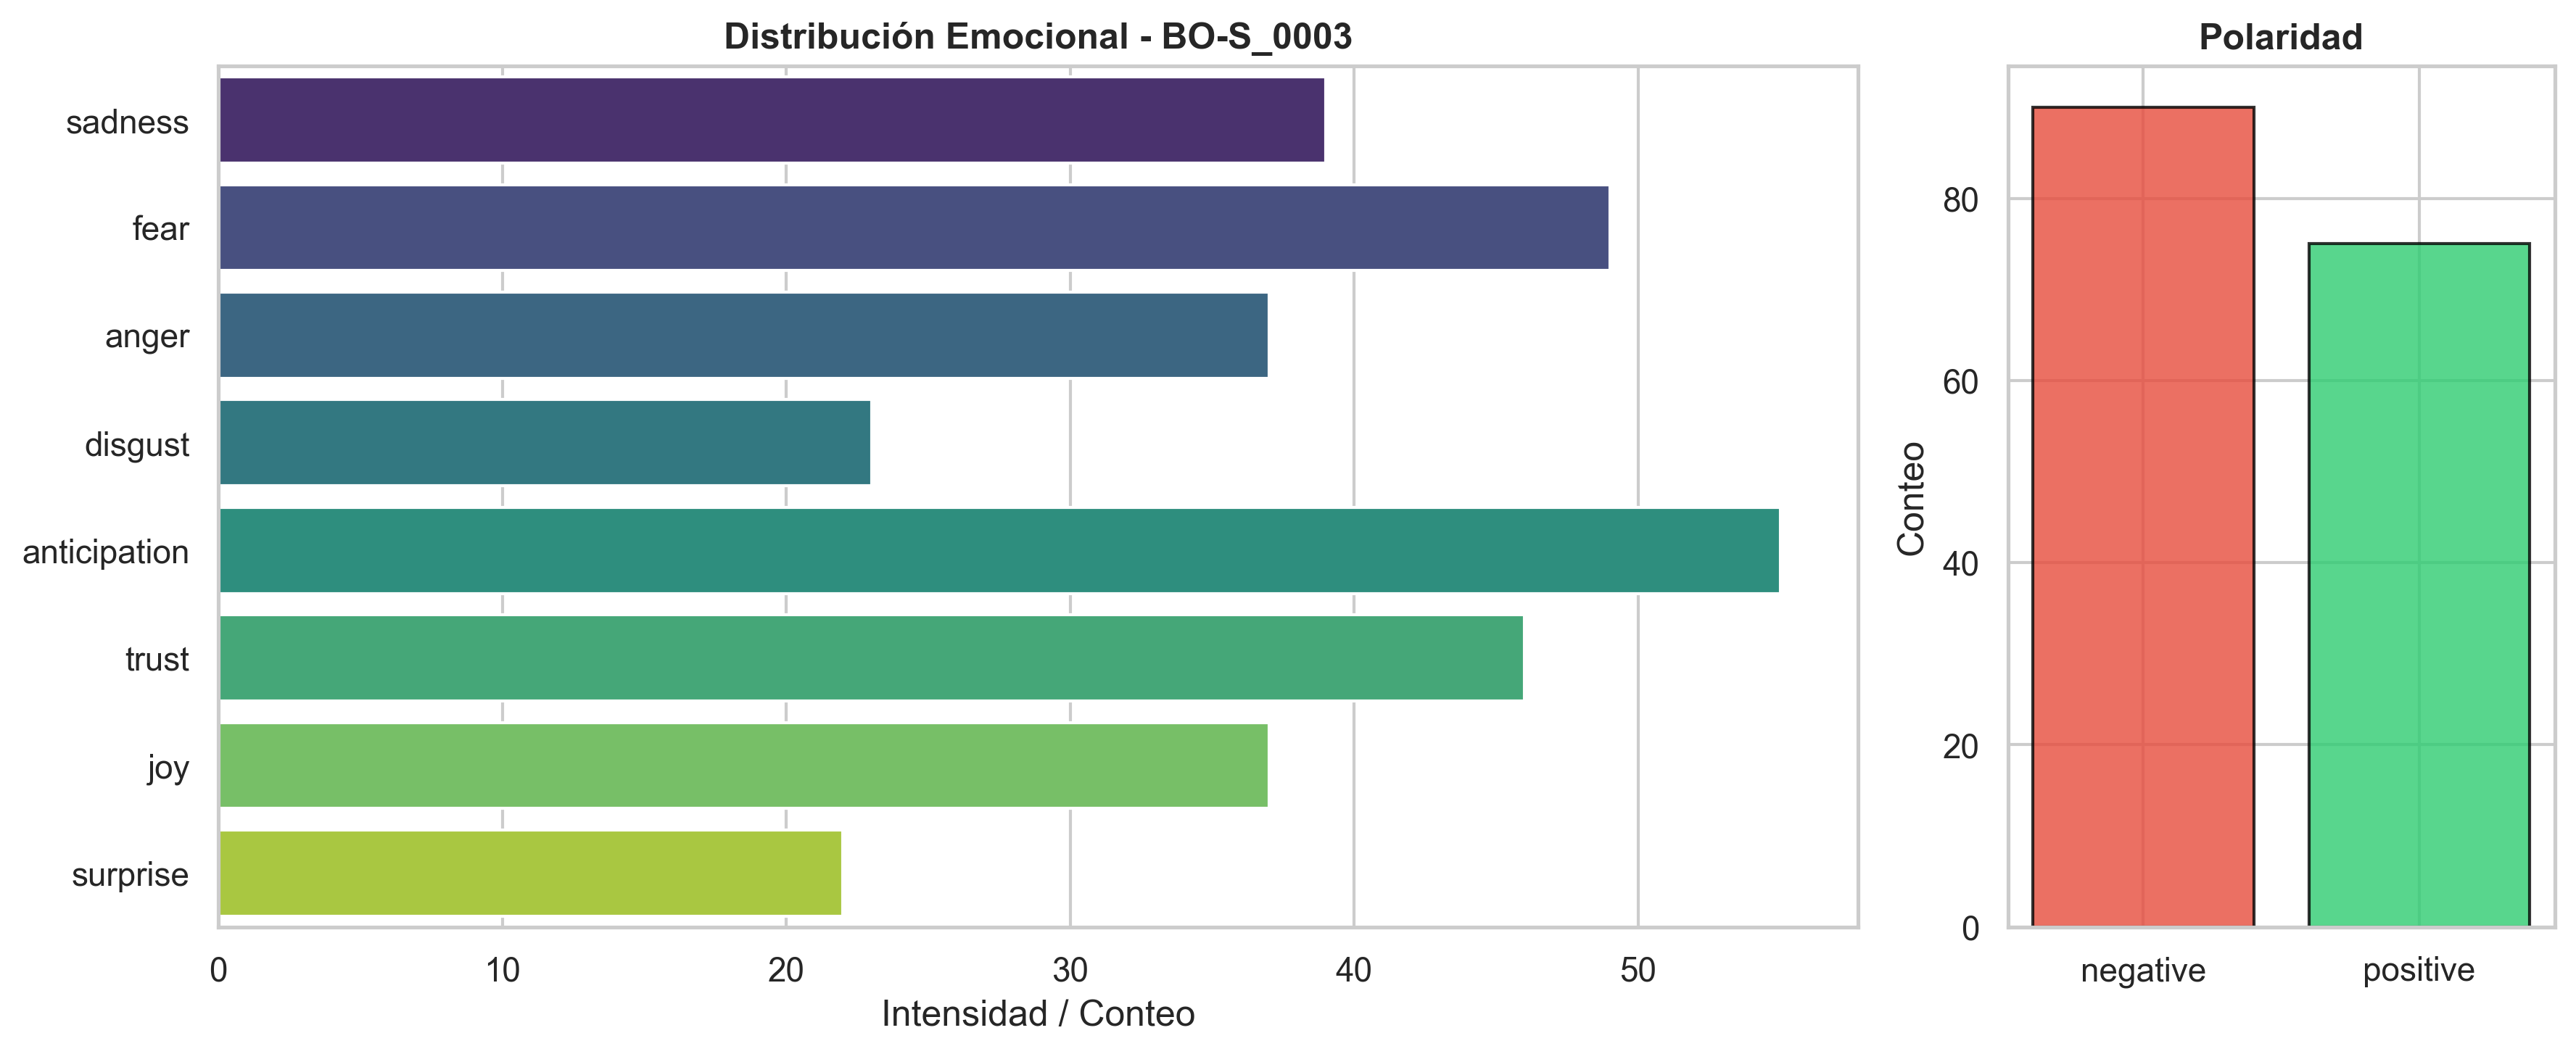 Distribución Emocional - BO-S_0003
sadness
fear
anger
disgust
anticipation
trust
joy
surprise
0 10 20 30 40 50
Intensidad / Conteo
Polaridad
Conteo
80
60
40
20
0
negative positive